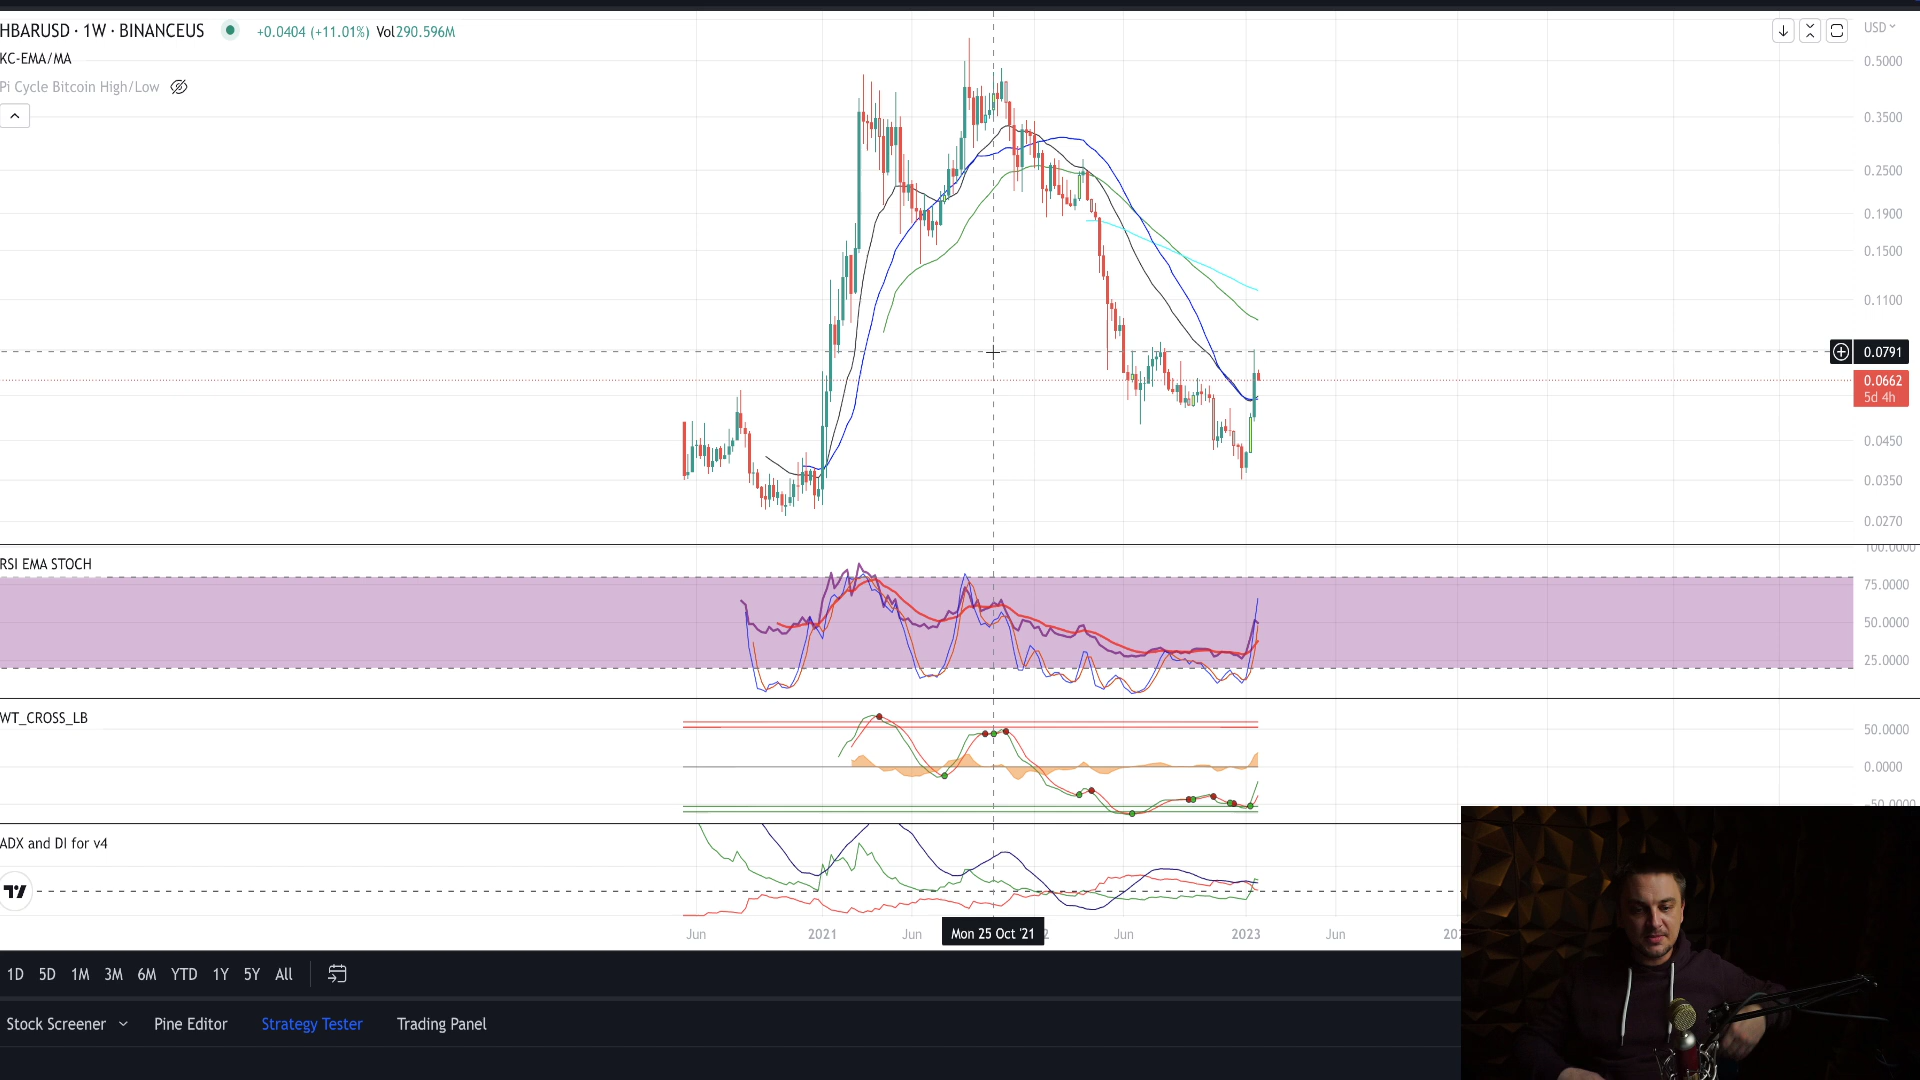 HBARUSD · 1W · BINANCEUS +0.0404 (+11.01%) Vol290.596M
USD
KC-EMA/MA
Pi Cycle Bitcoin High/Low
0.5000
0.3500
0.2500
0.1900
0.1500
0.1100
0.0791
0.0662
5d 4h
0.0450
0.0350
0.0270
RSI EMA STOCH
100.0000
75.0000
50.0000
25.0000
WT_CROSS_LB
50.0000
0.0000
-50.0000
ADX and DI for v4
Jun 2021 Jun Mon 25 Oct '21 Jun 2023 Jun
1D 5D 1M 3M 6M YTD 1Y 5Y All
Stock Screener Pine Editor Strategy Tester Trading Panel